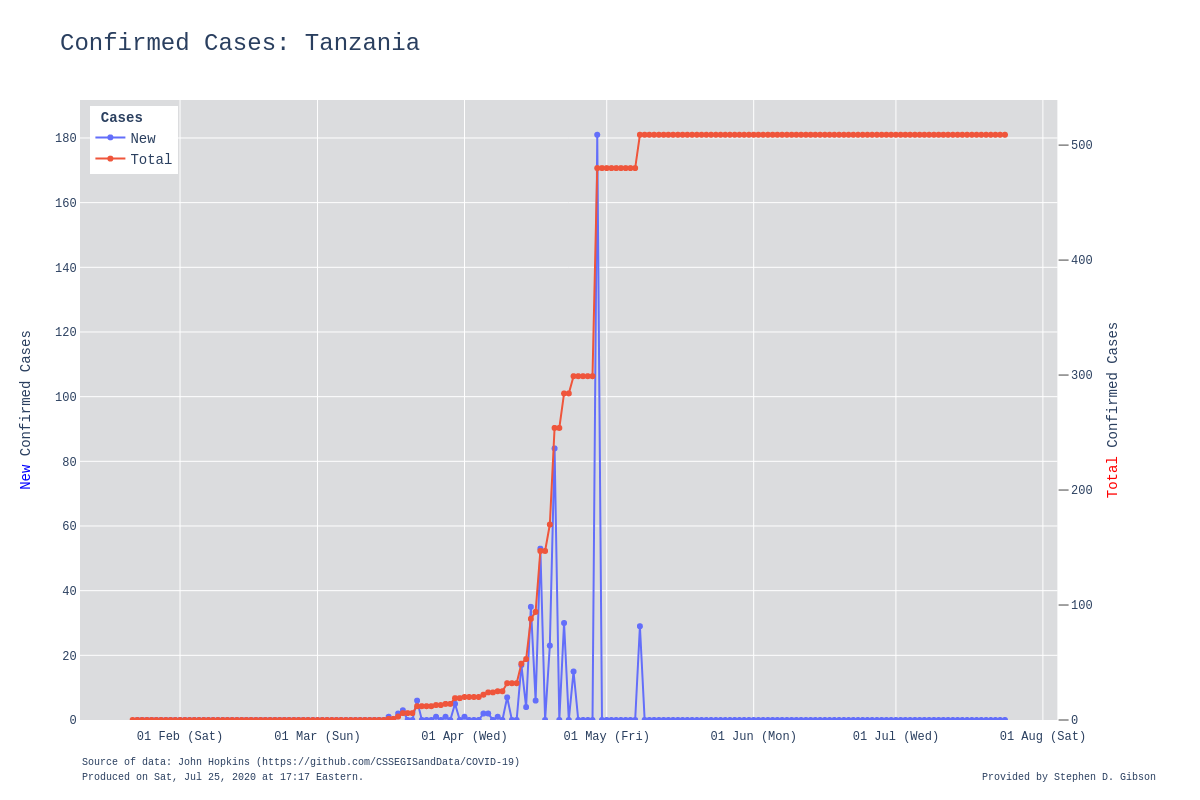 Confirmed Cases: Tanzania
Cases
New
Total
180
160
140
120
100
80
60
40
20
0
500
400
300
200
100
0
New Confirmed Cases
Total Confirmed Cases
01 Feb (Sat)
01 Mar (Sun)
01 Apr (Wed)
01 May (Fri)
01 Jun (Mon)
01 Jul (Wed)
01 Aug (Sat)
Source of data: John Hopkins (https://github.com/CSSEGISandData/COVID-19)
Produced on Sat, Jul 25, 2020 at 17:17 Eastern.
Provided by Stephen D. Gibson